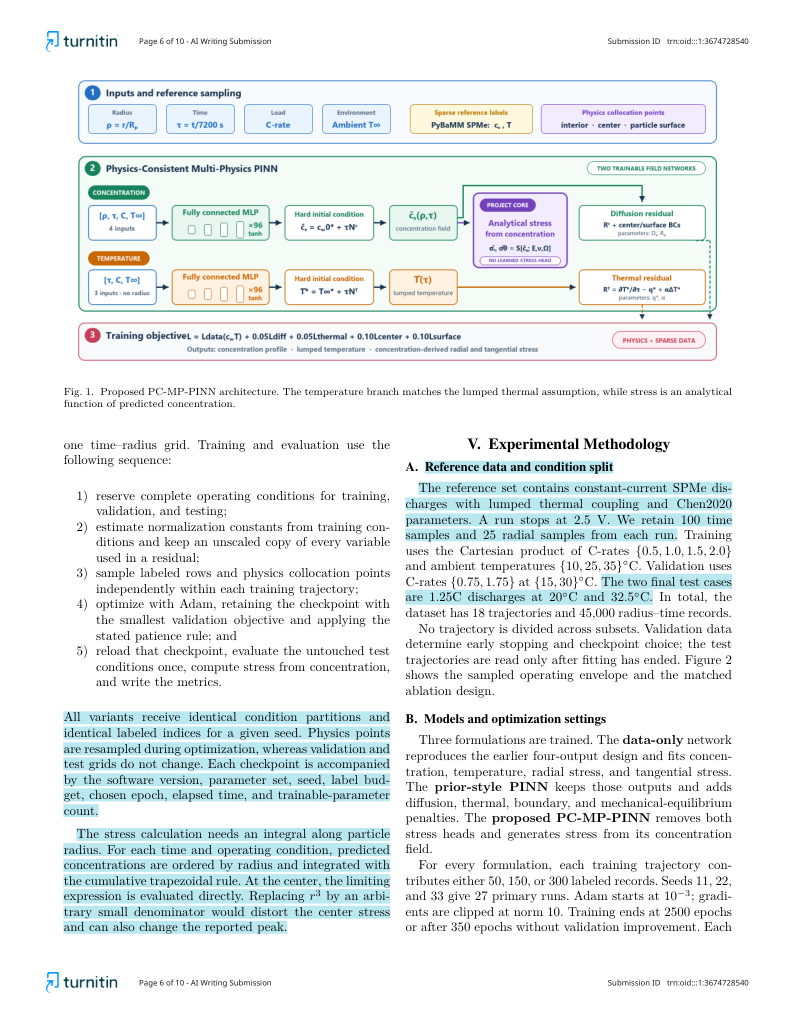 turnitin Page 6 of 10 - AI Writing Submission Submission ID trn:oid:::1:3674728540
1 Inputs and reference sampling
Radius
ρ = r/Rₚ
Time
τ = t/7200 s
Load
C-rate
Environment
Ambient T∞
Sparse reference labels
PyBaMM SPMe: cₛ , T
Physics collocation points
interior · center · particle surface
2 Physics-Consistent Multi-Physics PINN
TWO TRAINABLE FIELD NETWORKS
CONCENTRATION
[ρ, τ, C, T∞]
4 inputs
Fully connected MLP
×96
tanh
Hard initial condition
ĉₛ(ρ,τ)
concentration field
PROJECT CORE
Analytical stress
from concentration
NO LEARNED STRESS HEAD
Diffusion residual
Rᶜ + center/surface BCs
parameters: Dₛ, Rₚ
TEMPERATURE
[τ, C, T∞]
3 inputs · no radius
Fully connected MLP
×96
tanh
Hard initial condition
T̂(τ)
lumped temperature
Thermal residual
3 Training objectiveL = Ldata(cₛ,T) + 0.05Ldiff + 0.05Lthermal + 0.10Lcenter + 0.10Lsurface
Outputs: concentration profile · lumped temperature · concentration-derived radial and tangential stress
PHYSICS + SPARSE DATA
Fig. 1. Proposed PC-MP-PINN architecture. The temperature branch matches the lumped thermal assumption, while stress is an analytical
function of predicted concentration.
one time–radius grid. Training and evaluation use the
following sequence:
1) reserve complete operating conditions for training,
validation, and testing;
2) estimate normalization constants from training con-
ditions and keep an unscaled copy of every variable
used in a residual;
3) sample labeled rows and physics collocation points
independently within each training trajectory;
4) optimize with Adam, retaining the checkpoint with
the smallest validation objective and applying the
stated patience rule; and
5) reload that checkpoint, evaluate the untouched test
conditions once, compute stress from concentration,
and write the metrics.
All variants receive identical condition partitions and
identical labeled indices for a given seed. Physics points
are resampled during optimization, whereas validation and
test grids do not change. Each checkpoint is accompanied
by the software version, parameter set, seed, label bud-
get, chosen epoch, elapsed time, and trainable-parameter
count.
The stress calculation needs an integral along particle
radius. For each time and operating condition, predicted
concentrations are ordered by radius and integrated with
the cumulative trapezoidal rule. At the center, the limiting
expression is evaluated directly. Replacing r³ by an arbi-
trary small denominator would distort the center stress
and can also change the reported peak.
V. Experimental Methodology
A. Reference data and condition split
The reference set contains constant-current SPMe dis-
charges with lumped thermal coupling and Chen2020
parameters. A run stops at 2.5 V. We retain 100 time
samples and 25 radial samples from each run. Training
uses the Cartesian product of C-rates {0.5, 1.0, 1.5, 2.0}
and ambient temperatures {10, 25, 35}°C. Validation uses
C-rates {0.75, 1.75} at {15, 30}°C. The two final test cases
are 1.25C discharges at 20°C and 32.5°C. In total, the
dataset has 18 trajectories and 45,000 radius–time records.
No trajectory is divided across subsets. Validation data
determine early stopping and checkpoint choice; the test
trajectories are read only after fitting has ended. Figure 2
shows the sampled operating envelope and the matched
ablation design.
B. Models and optimization settings
Three formulations are trained. The data-only network
reproduces the earlier four-output design and fits concen-
tration, temperature, radial stress, and tangential stress.
The prior-style PINN keeps those outputs and adds
diffusion, thermal, boundary, and mechanical-equilibrium
penalties. The proposed PC-MP-PINN removes both
stress heads and generates stress from its concentration
field.
For every formulation, each training trajectory con-
tributes either 50, 150, or 300 labeled records. Seeds 11, 22,
and 33 give 27 primary runs. Adam starts at 10⁻³; gradi-
ents are clipped at norm 10. Training ends at 2500 epochs
or after 350 epochs without validation improvement. Each
turnitin Page 6 of 10 - AI Writing Submission Submission ID trn:oid:::1:3674728540